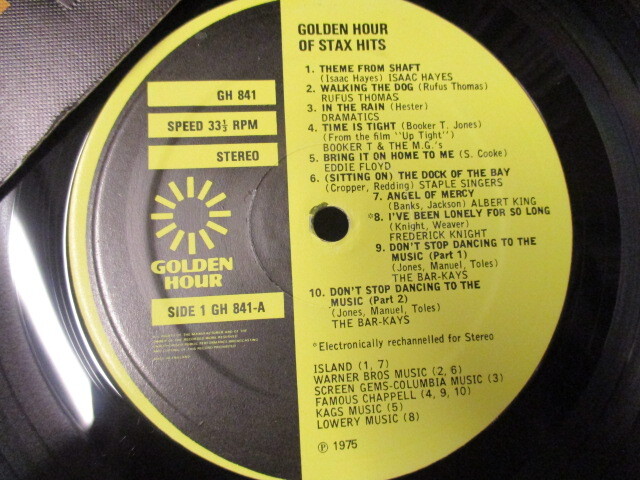 GOLDEN HOUR
OF STAX HITS
1. THEME FROM SHAFT
(Isaac Hayes) ISAAC HAYES
2. WALKING THE DOG (Rufus Thomas)
RUFUS THOMAS
3. IN THE RAIN (Hester)
DRAMATICS
4. TIME IS TIGHT (Booker T. Jones)
(From the film "Up Tight")
BOOKER T & THE M.G.'s
5. BRING IT ON HOME TO ME (S. Cooke)
EDDIE FLOYD
6. (SITTING ON) THE DOCK OF THE BAY
(Cropper, Redding) STAPLE SINGERS
7. ANGEL OF MERCY
(Banks, Jackson) ALBERT KING
*8. I'VE BEEN LONELY FOR SO LONG
(Knight, Weaver)
FREDERICK KNIGHT
9. DON'T STOP DANCING TO THE
MUSIC (Part 1)
(Jones, Manuel, Toles)
THE BAR-KAYS
10. DON'T STOP DANCING TO THE
MUSIC (Part 2)
(Jones, Manuel, Toles)
THE BAR-KAYS
*Electronically rechannelled for Stereo
ISLAND (1, 7)
WARNER BROS MUSIC (2, 6)
SCREEN GEMS-COLUMBIA MUSIC (3)
FAMOUS CHAPPELL (4, 9, 10)
KAGS MUSIC (5)
LOWERY MUSIC (8)
℗ 1975
GH 841
SPEED 33⅓ RPM
STEREO
GOLDEN
HOUR
SIDE 1 GH 841-A